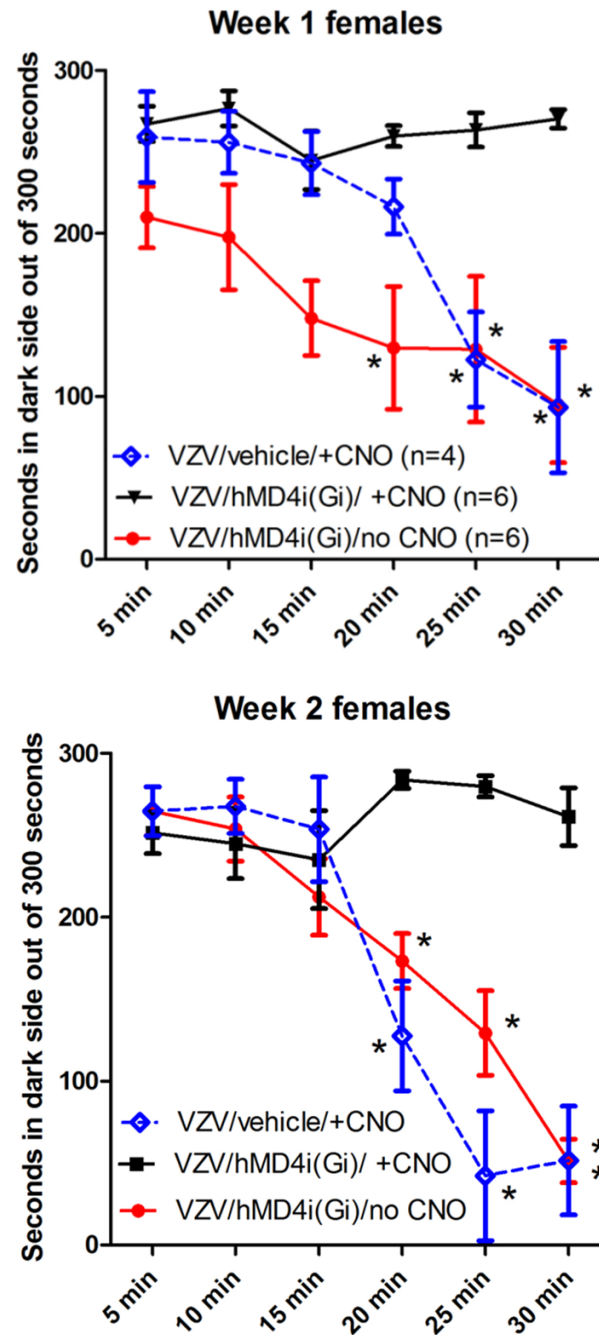 Week 1 females
Seconds in dark side out of 300 seconds
300
200
100
0
*
*
*
*
*
VZV/vehicle/+CNO (n=4)
VZV/hMD4i(Gi)/ +CNO (n=6)
VZV/hMD4i(Gi)/no CNO (n=6)
5 min
10 min
15 min
20 min
25 min
30 min
Week 2 females
Seconds in dark side out of 300 seconds
300
200
100
0
*
*
*
*
*
*
VZV/vehicle/+CNO
VZV/hMD4i(Gi)/ +CNO
VZV/hMD4i(Gi)/no CNO
5 min
10 min
15 min
20 min
25 min
30 min